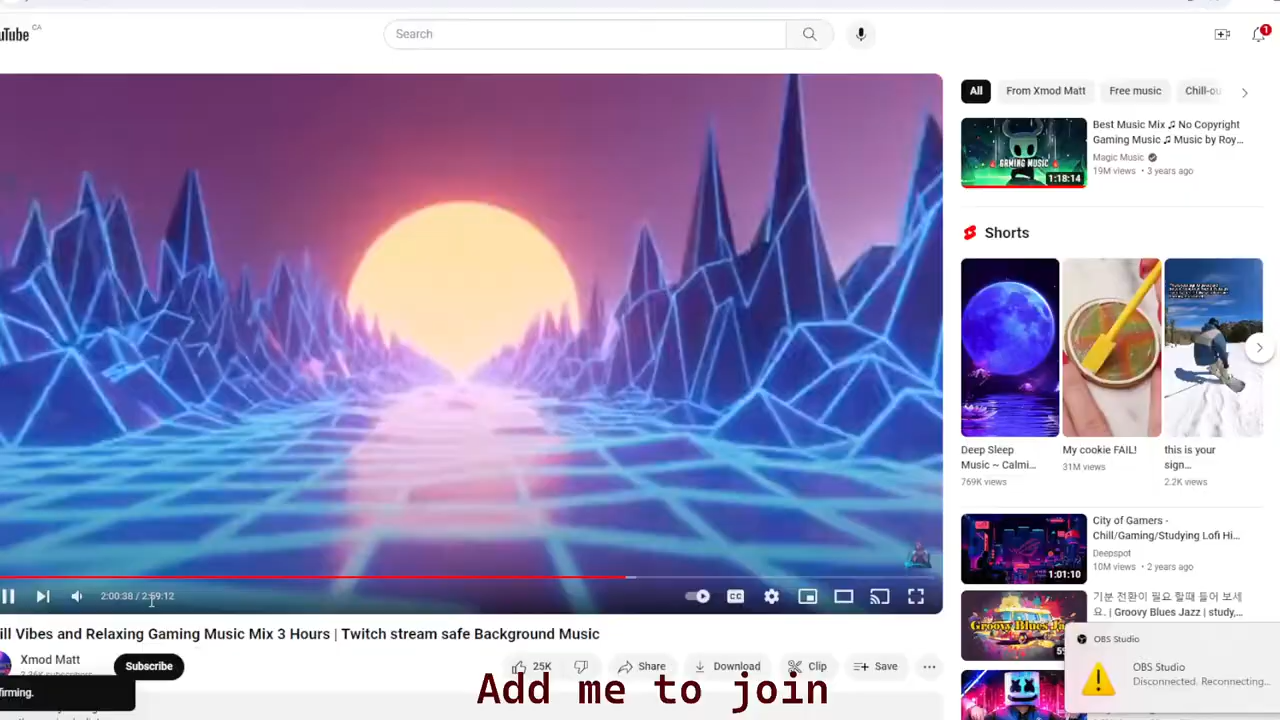 uTube CA
Search
1
All
From Xmod Matt
Free music
Chill-ou
GAMING MUSIC
1:18:14
Best Music Mix ♫ No Copyright
Gaming Music ♫ Music by Roy...
Magic Music
19M views • 3 years ago
Shorts
Deep Sleep
Music ~ Calmi...
769K views
My cookie FAIL!
31M views
this is your
sign...
2.2K views
1:01:10
City of Gamers -
Chill/Gaming/Studying Lofi Hi...
Deepspot
10M views • 2 years ago
Groovy Blues Ja
기분 전환이 필요 할때 들어 보세
요. | Groovy Blues Jazz | study,...
2:00:38 / 2:59:12
ill Vibes and Relaxing Gaming Music Mix 3 Hours | Twitch stream safe Background Music
Xmod Matt
Subscribe
25K
Share
Download
Clip
Save
firming.
Add me to join
OBS Studio
OBS Studio
Disconnected. Reconnecting...